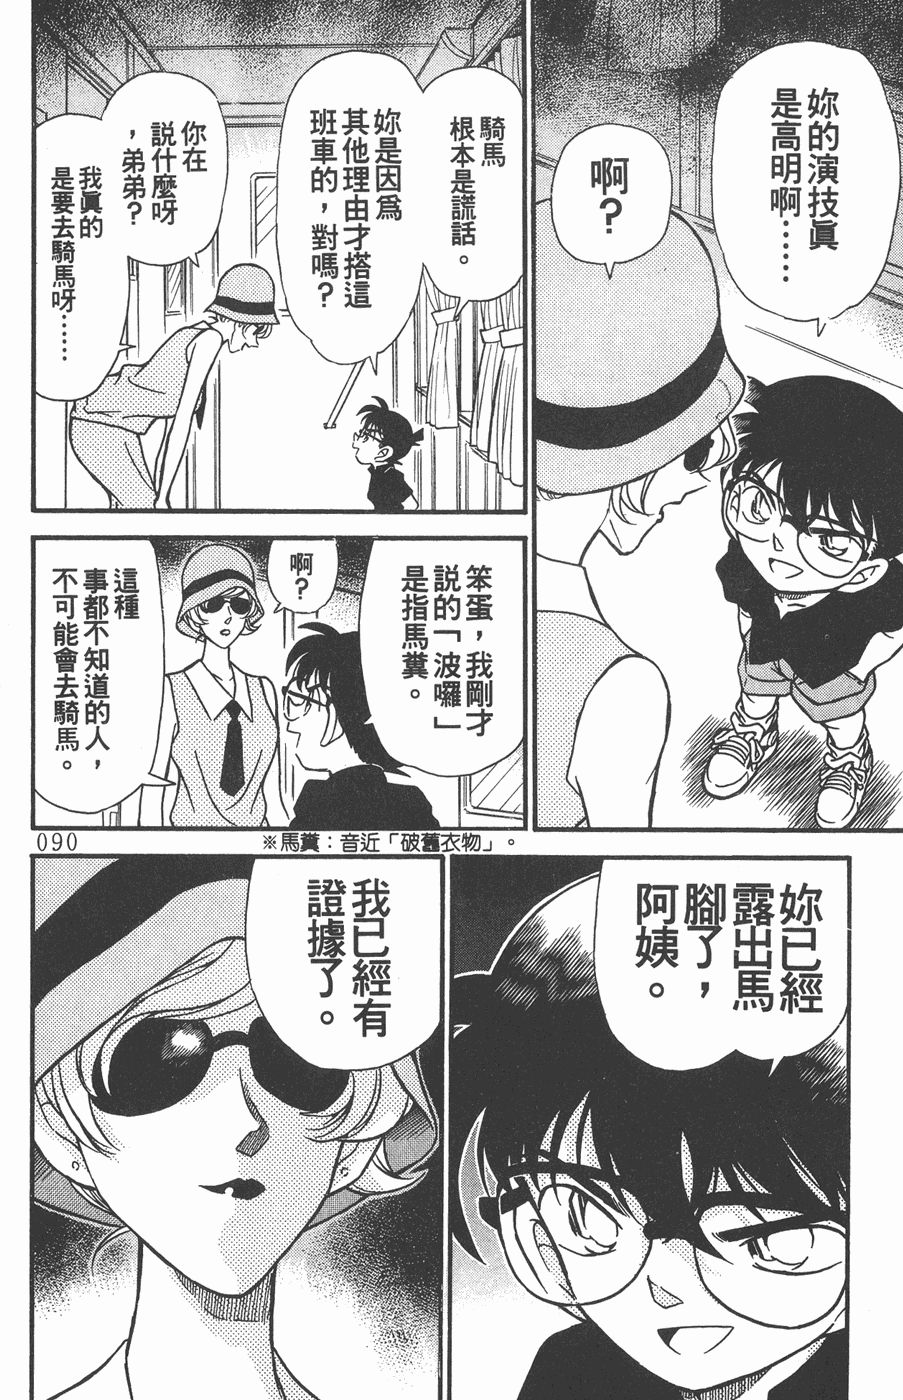 妳的演技眞
是高明啊……
啊？
騎馬
根本是謊話。
妳是因爲
其他理由才搭這
班車的，對嗎？
你在
說什麼呀
，弟弟？
我眞的
是要去騎馬呀……
笨蛋，我剛才
說的「波囉」
是指馬糞。
啊？
這種
事都不知道的人，
不可能會去騎馬。
090
※馬糞：音近「破舊衣物」。
妳已經
露出馬
腳了，
阿姨。
我已經有
證據了。